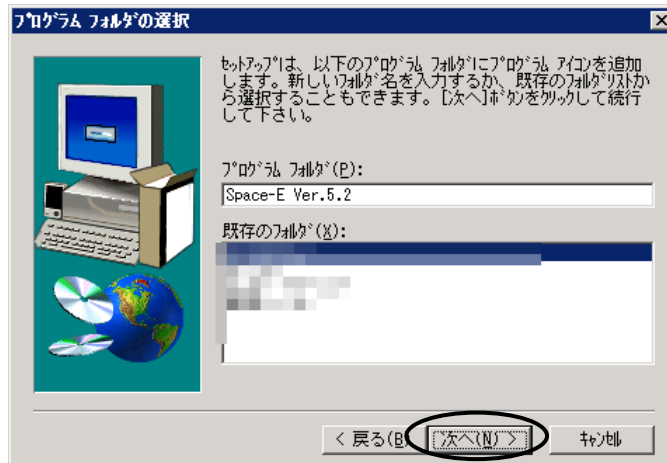 プログラム フォルダの選択
セットアップは、以下のプログラム フォルダにプログラム アイコンを追加
します。新しいフォルダ名を入力するか、既存のフォルダリストか
ら選択することもできます。[次へ]ボタンをクリックして続行
して下さい。
プログラム フォルダ(P):
Space-E Ver.5.2
既存のフォルダ(X):
< 戻る(B
次へ(N) >
キャンセル